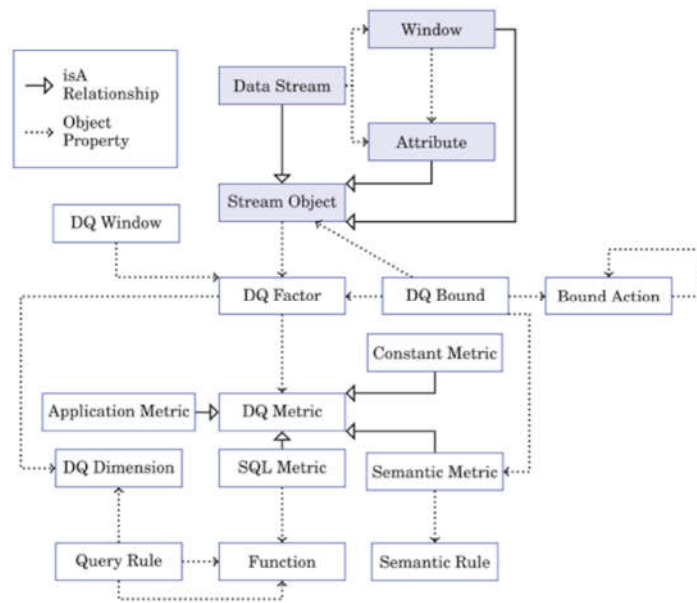 Window
isA
Relationship
Data Stream
Object
Property
Attribute
Stream Object
DQ Window
DQ Factor
DQ Bound
Bound Action
Constant Metric
Application Metric
DQ Metric
DQ Dimension
SQL Metric
Semantic Metric
Query Rule
Function
Semantic Rule